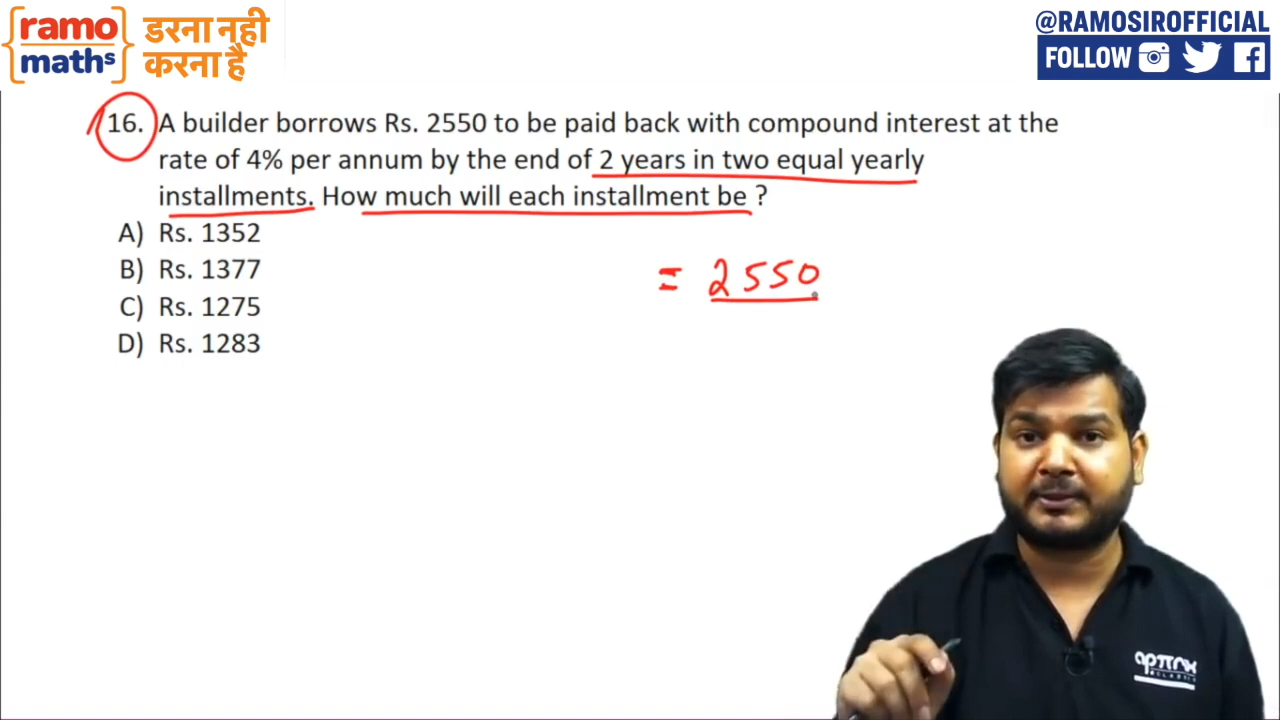 ramo
maths
डरना नही
करना है
@RAMOSIROFFICIAL
FOLLOW
16. A builder borrows Rs. 2550 to be paid back with compound interest at the
rate of 4% per annum by the end of 2 years in two equal yearly
installments. How much will each installment be ?
A) Rs. 1352
B) Rs. 1377
C) Rs. 1275
D) Rs. 1283
= 2550